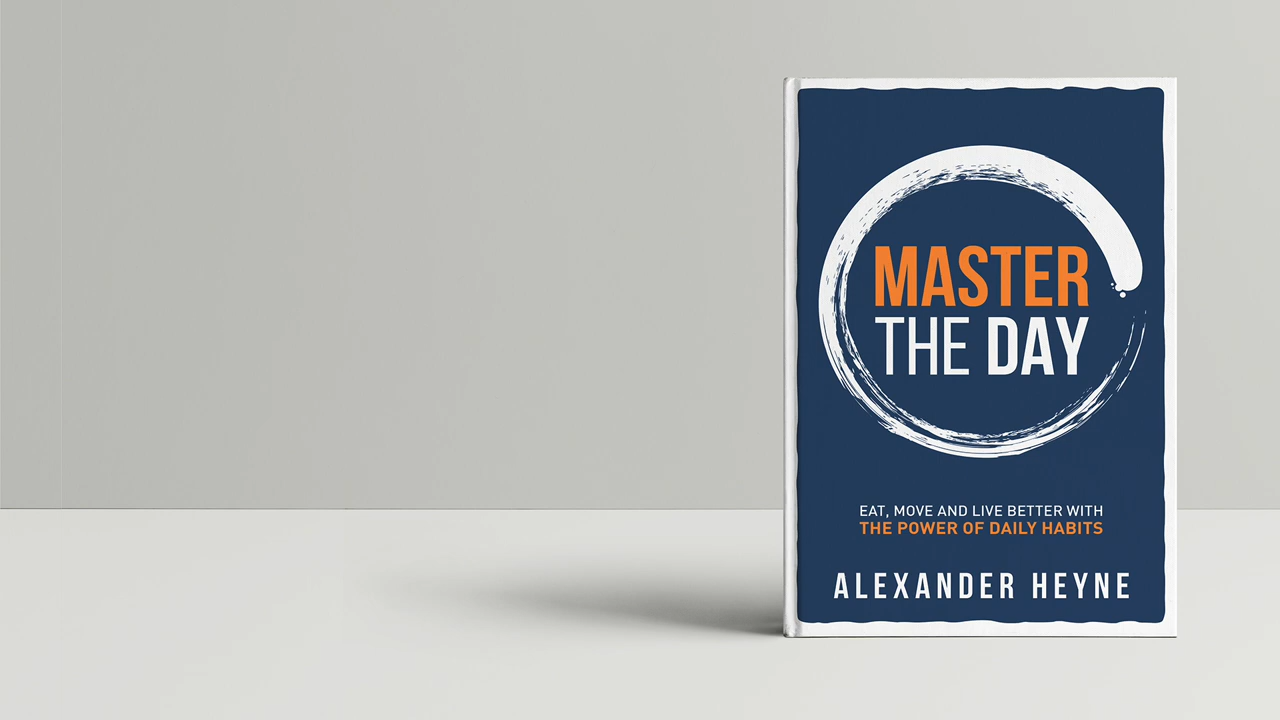 MASTER
THE DAY
EAT, MOVE AND LIVE BETTER WITH
THE POWER OF DAILY HABITS
ALEXANDER HEYNE